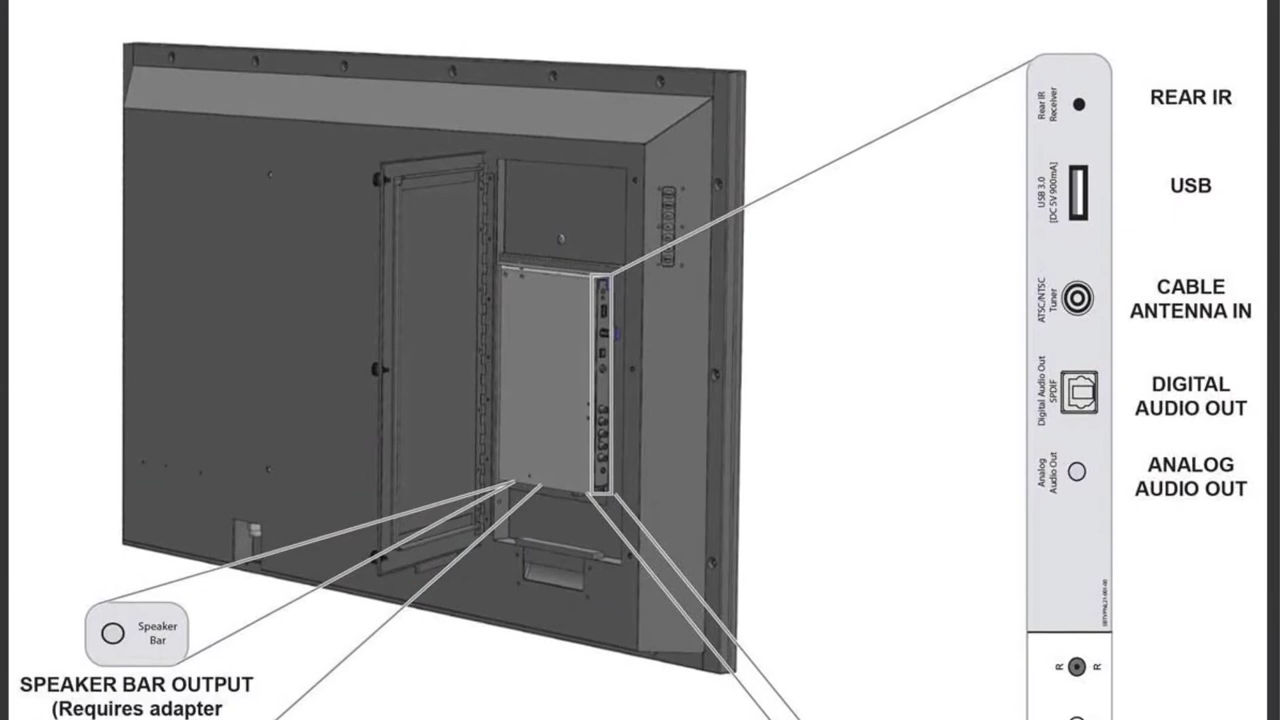 Rear IR
Receiver
REAR IR
USB 3.0
[DC 5V 900mA]
USB
ATSC/NTSC
Tuner
CABLE
ANTENNA IN
Digital Audio Out
SPDIF
DIGITAL
AUDIO OUT
Analog
Audio Out
ANALOG
AUDIO OUT
R
R
Speaker
Bar
SPEAKER BAR OUTPUT
(Requires adapter